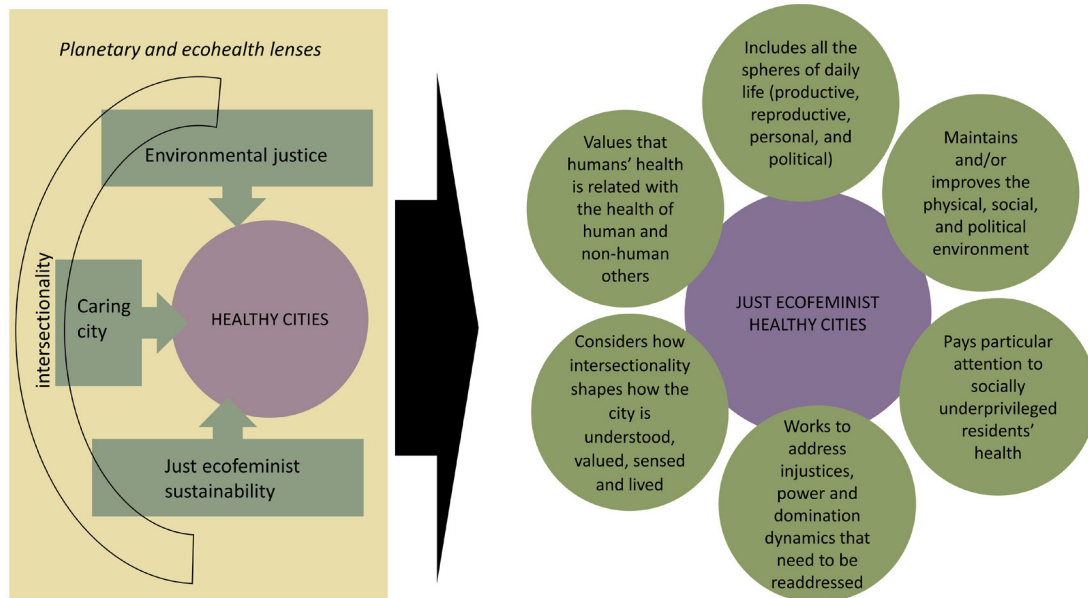 Planetary and ecohealth lenses
Environmental justice
intersectionality
Caring
city
HEALTHY CITIES
Just ecofeminist
sustainability
Includes all the
spheres of daily
life (productive,
reproductive,
personal, and
political)
Values that
humans' health
is related with
the health of
human and
non-human
others
Maintains
and/or
improves the
physical, social,
and political
environment
JUST ECOFEMINIST
HEALTHY CITIES
Considers how
intersectionality
shapes how the
city is
understood,
valued, sensed
and lived
Pays particular
attention to
socially
underprivileged
residents'
health
Works to
address
injustices,
power and
domination
dynamics that
need to be
readdressed